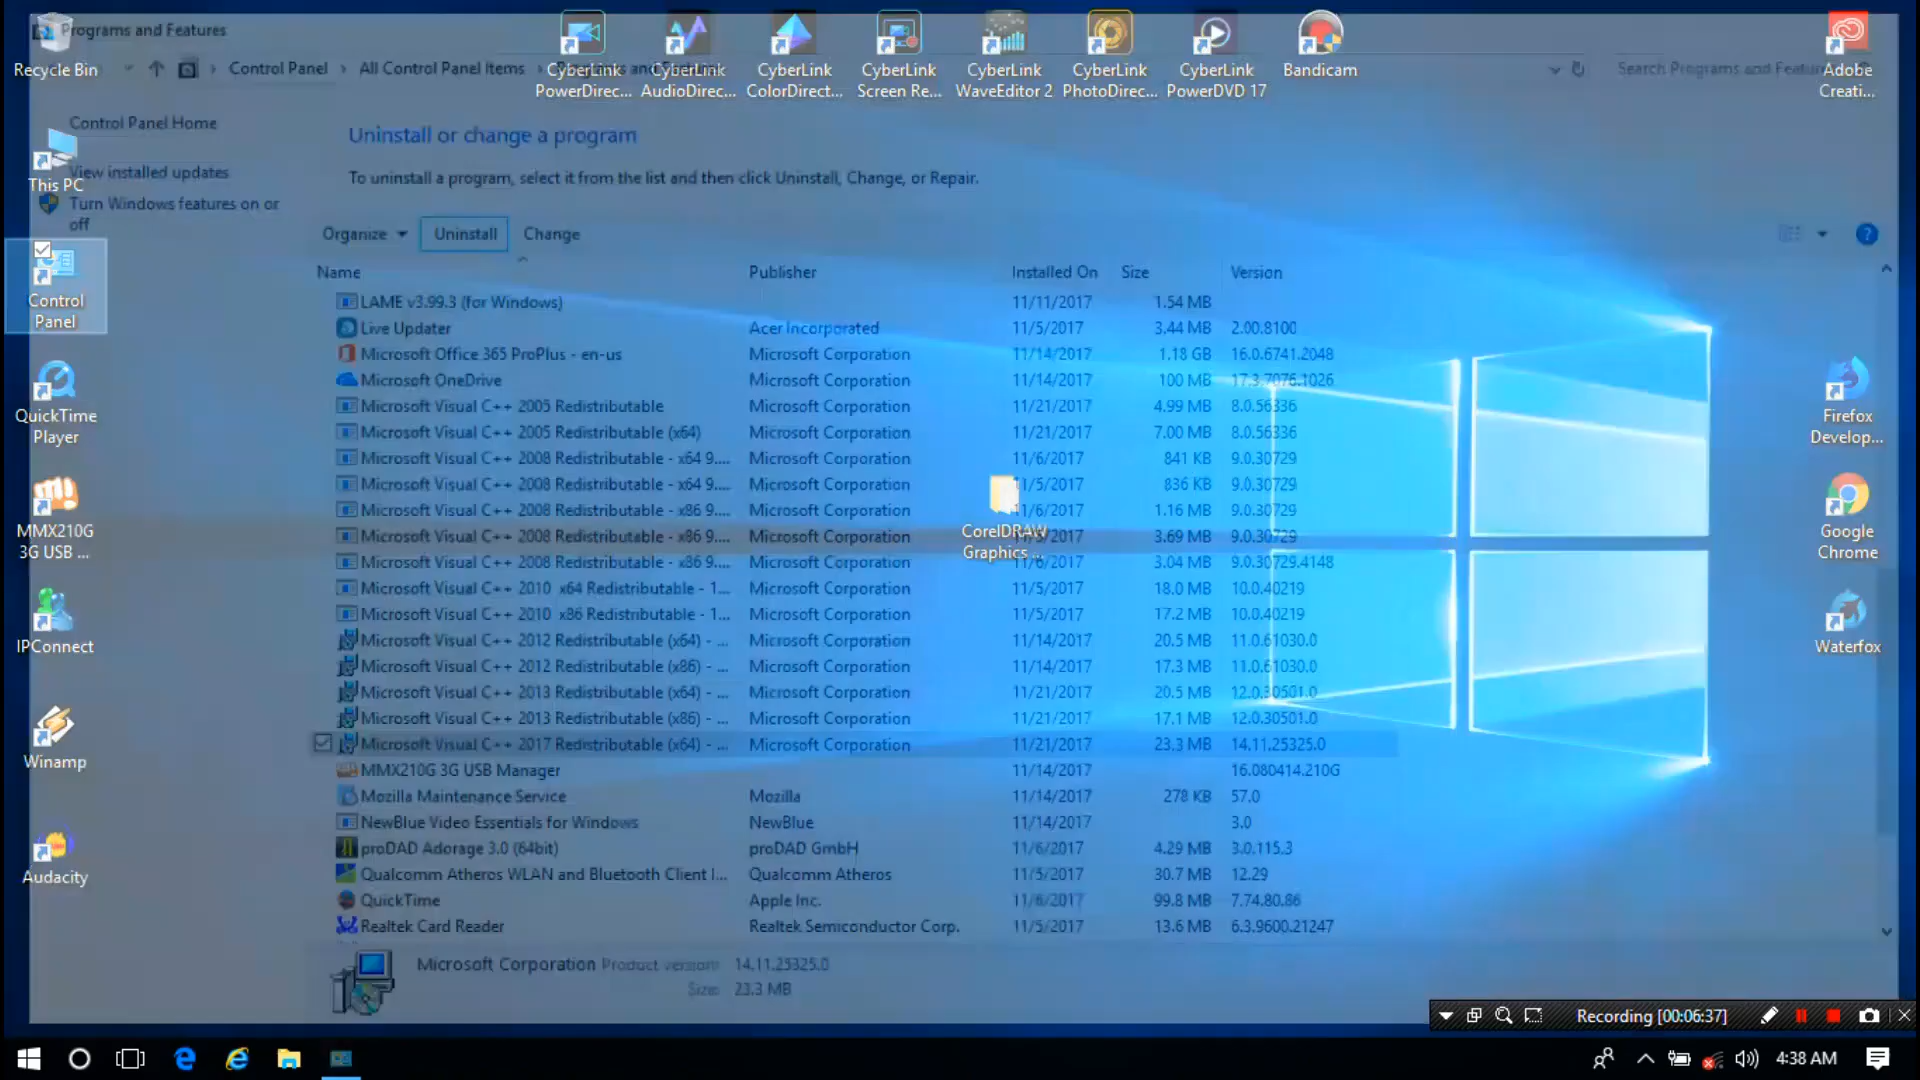 Programs and Features
Control Panel
All Control Panel Items
Search Programs and
Control Panel Home
View installed updates
Turn Windows features on or
off
Uninstall or change a program
To uninstall a program, select it from the list and then click Uninstall, Change, or Repair.
Organize
Uninstall
Change
Name
Publisher
Installed On
Size
Version
LAME v3.99.3 (for Windows) 11/11/2017 1.54 MB
Live Updater Acer Incorporated 11/5/2017 3.44 MB 2.00.8100
Microsoft Office 365 ProPlus - en-us Microsoft Corporation 11/14/2017 1.18 GB 16.0.6741.2048
Microsoft OneDrive Microsoft Corporation 11/14/2017 100 MB 17.3.7076.1026
Microsoft Visual C++ 2005 Redistributable Microsoft Corporation 11/21/2017 4.99 MB 8.0.56336
Microsoft Visual C++ 2005 Redistributable (x64) Microsoft Corporation 11/21/2017 7.00 MB 8.0.56336
Microsoft Visual C++ 2008 Redistributable - x64 9.... Microsoft Corporation 11/6/2017 841 KB 9.0.30729
Microsoft Visual C++ 2008 Redistributable - x64 9.... Microsoft Corporation 11/5/2017 836 KB 9.0.30729
Microsoft Visual C++ 2008 Redistributable - x86 9.... Microsoft Corporation 11/6/2017 1.16 MB 9.0.30729
Microsoft Visual C++ 2008 Redistributable - x86 9.... Microsoft Corporation 11/5/2017 3.69 MB 9.0.30729
Microsoft Visual C++ 2008 Redistributable - x86 9.... Microsoft Corporation 11/6/2017 3.04 MB 9.0.30729.4148
Microsoft Visual C++ 2010 x64 Redistributable - 1... Microsoft Corporation 11/5/2017 18.0 MB 10.0.40219
Microsoft Visual C++ 2010 x86 Redistributable - 1... Microsoft Corporation 11/5/2017 17.2 MB 10.0.40219
Microsoft Visual C++ 2012 Redistributable (x64) - ... Microsoft Corporation 11/14/2017 20.5 MB 11.0.61030.0
Microsoft Visual C++ 2012 Redistributable (x86) - ... Microsoft Corporation 11/14/2017 17.3 MB 11.0.61030.0
Microsoft Visual C++ 2013 Redistributable (x64) - ... Microsoft Corporation 11/21/2017 20.5 MB 12.0.30501.0
Microsoft Visual C++ 2013 Redistributable (x86) - ... Microsoft Corporation 11/21/2017 17.1 MB 12.0.30501.0
Microsoft Visual C++ 2017 Redistributable (x64) - ... Microsoft Corporation 11/21/2017 23.3 MB 14.11.25325.0
MMX210G 3G USB Manager 11/14/2017 16.080414.210G
Mozilla Maintenance Service Mozilla 11/14/2017 278 KB 57.0
NewBlue Video Essentials for Windows NewBlue 11/14/2017 3.0
proDAD Adorage 3.0 (64bit) proDAD GmbH 11/6/2017 4.29 MB 3.0.115.3
Qualcomm Atheros WLAN and Bluetooth Client I... Qualcomm Atheros 11/5/2017 30.7 MB 12.29
QuickTime Apple Inc. 11/6/2017 99.8 MB 7.74.80.86
Realtek Card Reader Realtek Semiconductor Corp. 11/5/2017 13.6 MB 6.3.9600.21247
Microsoft Corporation Product version: 14.11.25325.0
Size: 23.3 MB
Recycle Bin
This PC
Control
Panel
QuickTime
Player
MMX210G
3G USB ...
IPConnect
Winamp
Audacity
CyberLink
PowerDirec...
CyberLink
AudioDirec...
CyberLink
ColorDirect...
CyberLink
Screen Re...
CyberLink
WaveEditor 2
CyberLink
PhotoDirec...
CyberLink
PowerDVD 17
Bandicam
Adobe
Creati...
CorelDRAW
Graphics ...
Firefox
Develop...
Google
Chrome
Waterfox
Recording [00:06:37]
4:38 AM